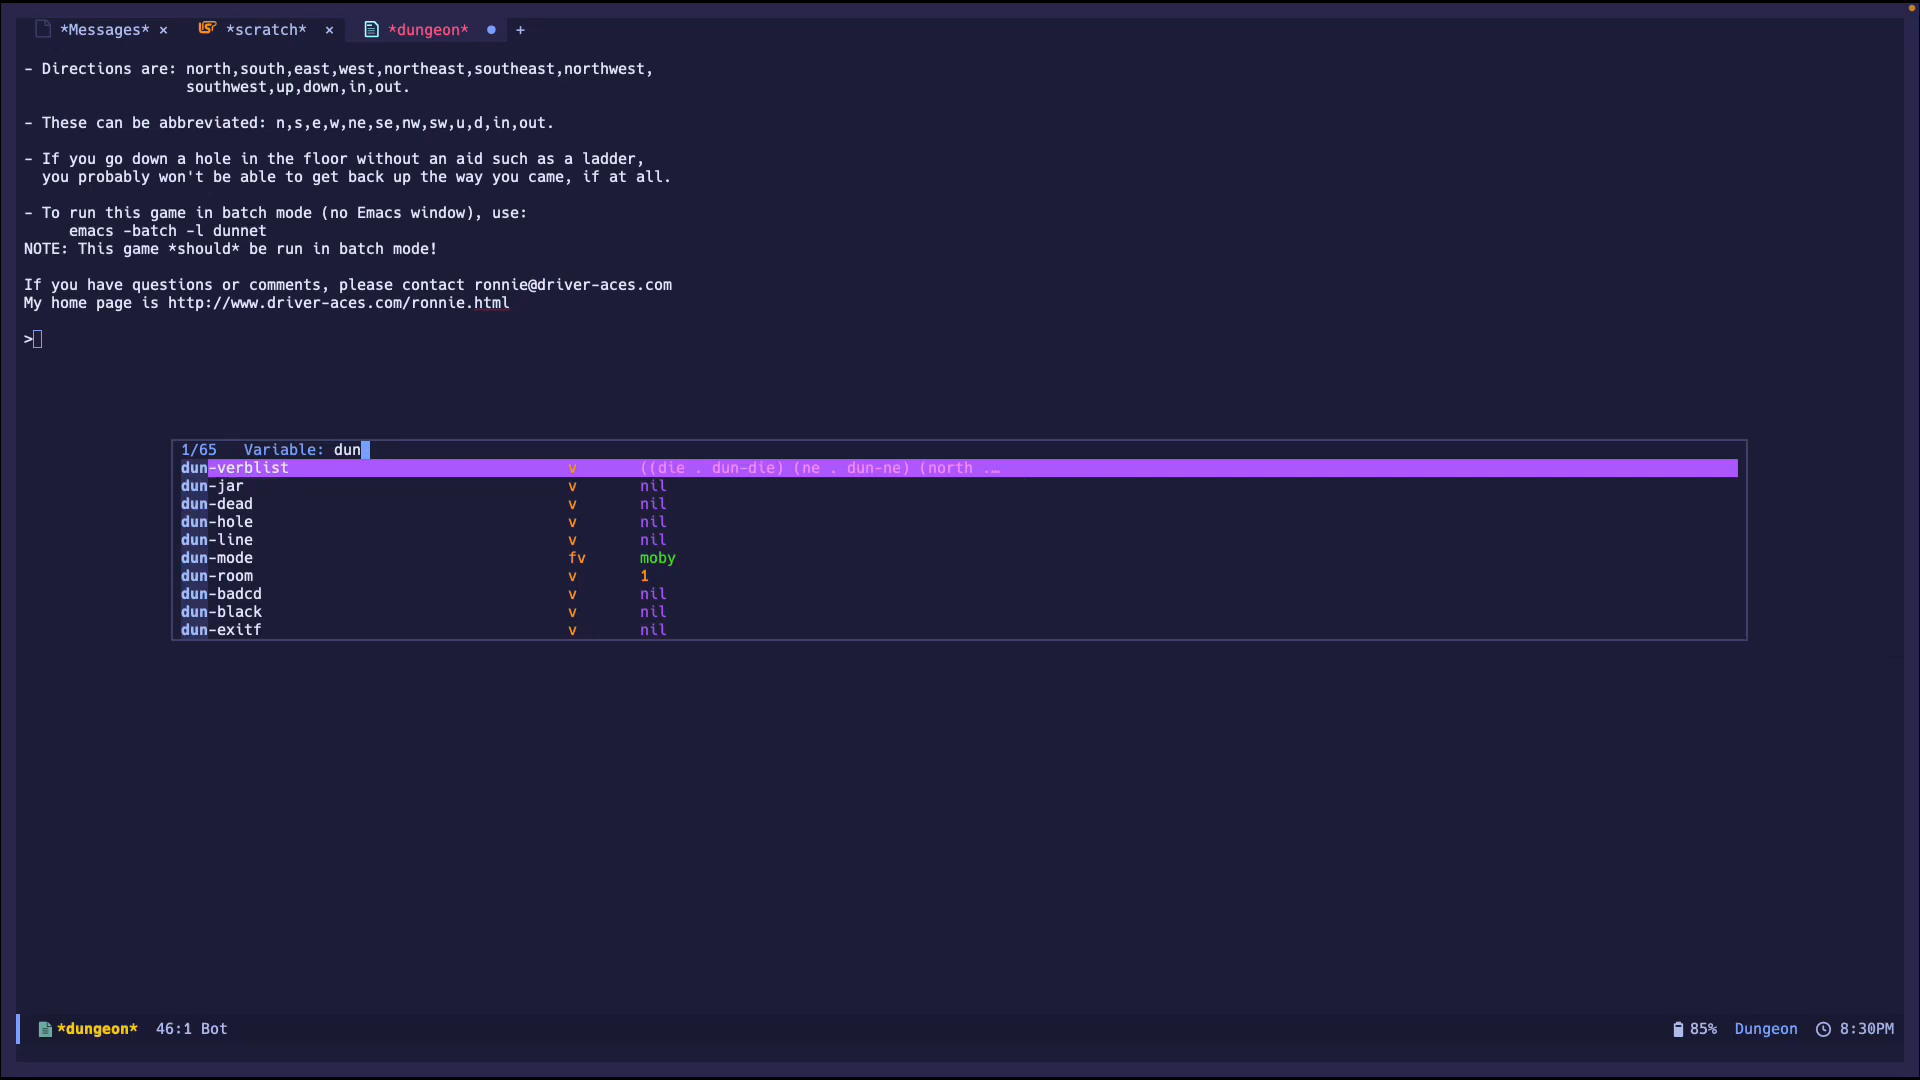 *Messages* × *scratch* × *dungeon* ● +
- Directions are: north,south,east,west,northeast,southeast,northwest,
southwest,up,down,in,out.
- These can be abbreviated: n,s,e,w,ne,se,nw,sw,u,d,in,out.
- If you go down a hole in the floor without an aid such as a ladder,
you probably won't be able to get back up the way you came, if at all.
- To run this game in batch mode (no Emacs window), use:
emacs -batch -l dunnet
NOTE: This game *should* be run in batch mode!
If you have questions or comments, please contact ronnie@driver-aces.com
My home page is http://www.driver-aces.com/ronnie.html
>
1/65 Variable: dun
dun-verblist v ((die . dun-die) (ne . dun-ne) (north .…
dun-jar v nil
dun-dead v nil
dun-hole v nil
dun-line v nil
dun-mode fv moby
dun-room v 1
dun-badcd v nil
dun-black v nil
dun-exitf v nil
*dungeon* 46:1 Bot 85% Dungeon 8:30PM